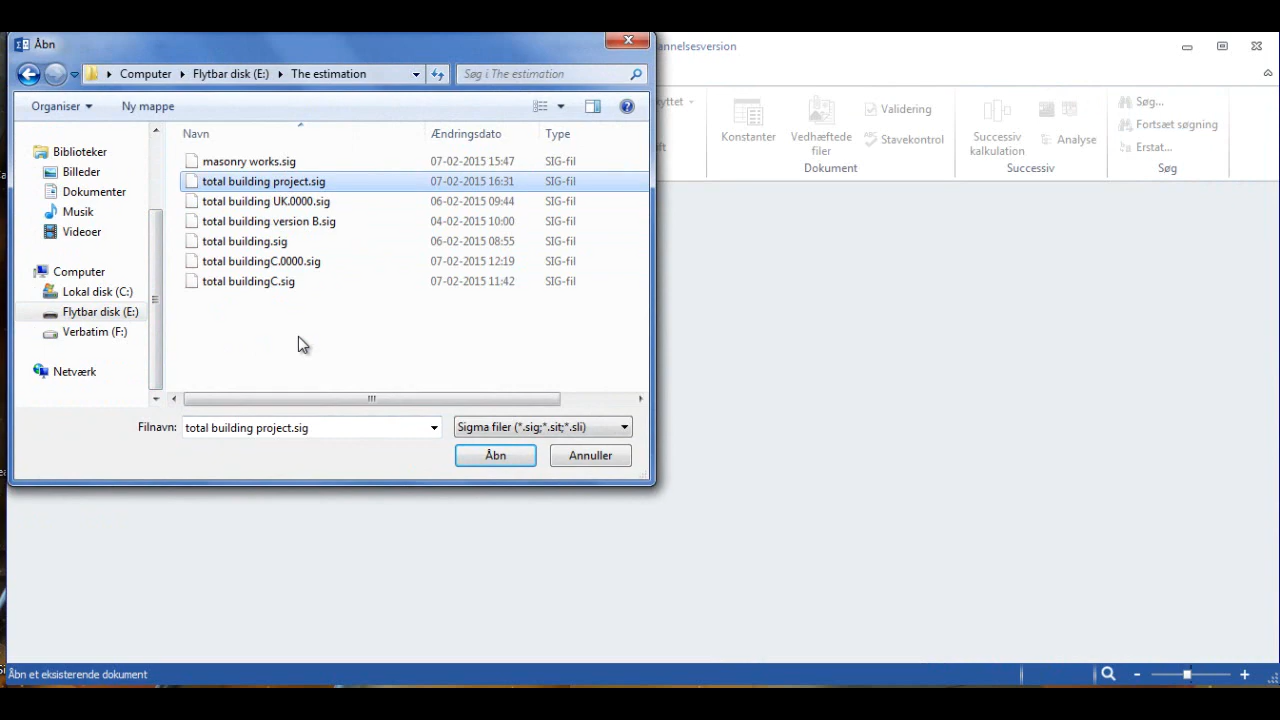 Åbn
annelsesversion
Computer Flytbar disk (E:) The estimation
Søg i The estimation
Organiser Ny mappe
Navn Ændringsdato Type
Biblioteker
Billeder
Dokumenter
Musik
Videoer
Computer
Lokal disk (C:)
Flytbar disk (E:)
Verbatim (F:)
Netværk
masonry works.sig 07-02-2015 15:47 SIG-fil
total building project.sig 07-02-2015 16:31 SIG-fil
total building UK.0000.sig 06-02-2015 09:44 SIG-fil
total building version B.sig 04-02-2015 10:00 SIG-fil
total building.sig 06-02-2015 08:55 SIG-fil
total buildingC.0000.sig 07-02-2015 12:19 SIG-fil
total buildingC.sig 07-02-2015 11:42 SIG-fil
Filnavn: total building project.sig Sigma filer (*.sig;*.sit;*.sli)
Åbn Annuller
kyttet
ft
Konstanter
Vedhæftede
filer
Validering
Stavekontrol
Dokument
Successiv
kalkulation
Analyse
Successiv
Søg...
Fortsæt søgning
Erstat...
Søg
Åbn et eksisterende dokument